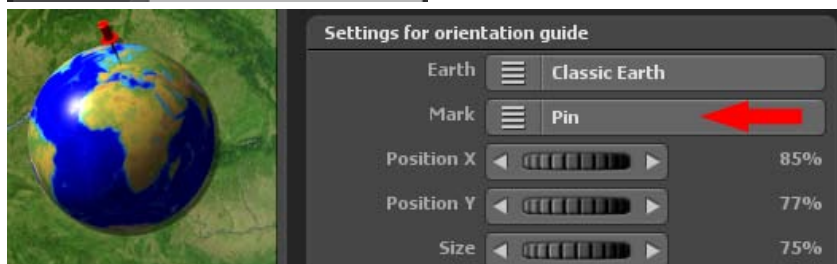 Settings for orientation guide
Earth Classic Earth
Mark Pin
Position X 85%
Position Y 77%
Size 75%